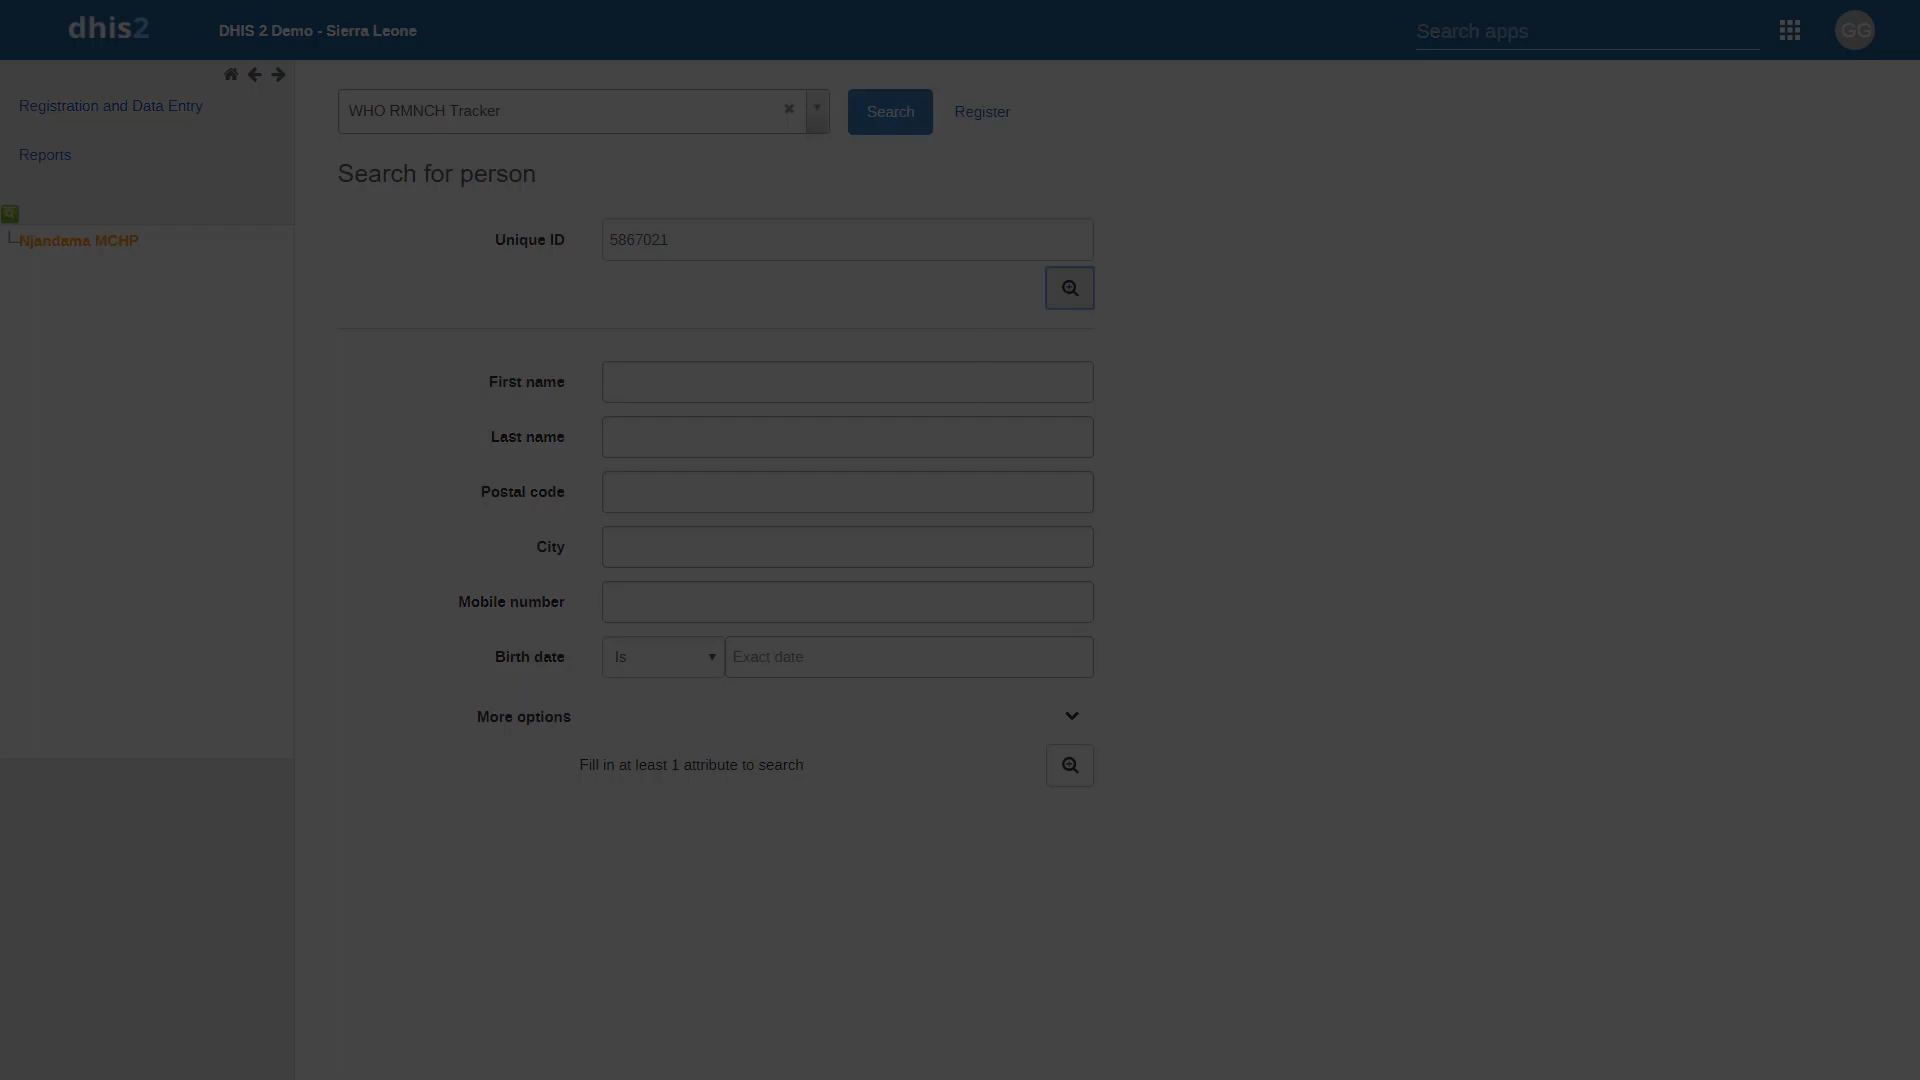 dhis2
DHIS 2 Demo - Sierra Leone
Search apps
GG
Registration and Data Entry
Reports
Njandama MCHP
WHO RMNCH Tracker
Search
Register
Search for person
Unique ID
5867021
First name
Last name
Postal code
City
Mobile number
Birth date
Is
Exact date
More options
Fill in at least 1 attribute to search